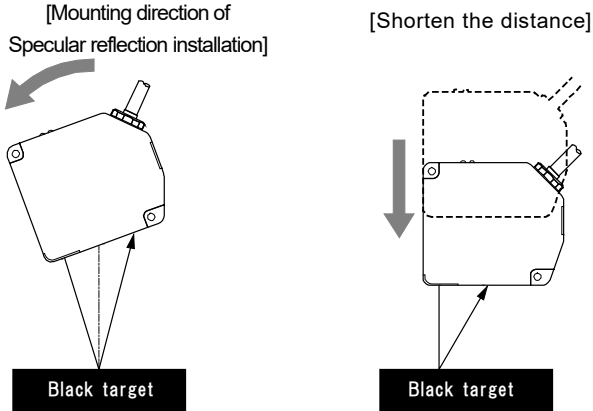 [Mounting direction of
Specular reflection installation]
[Shorten the distance]
Black target
Black target